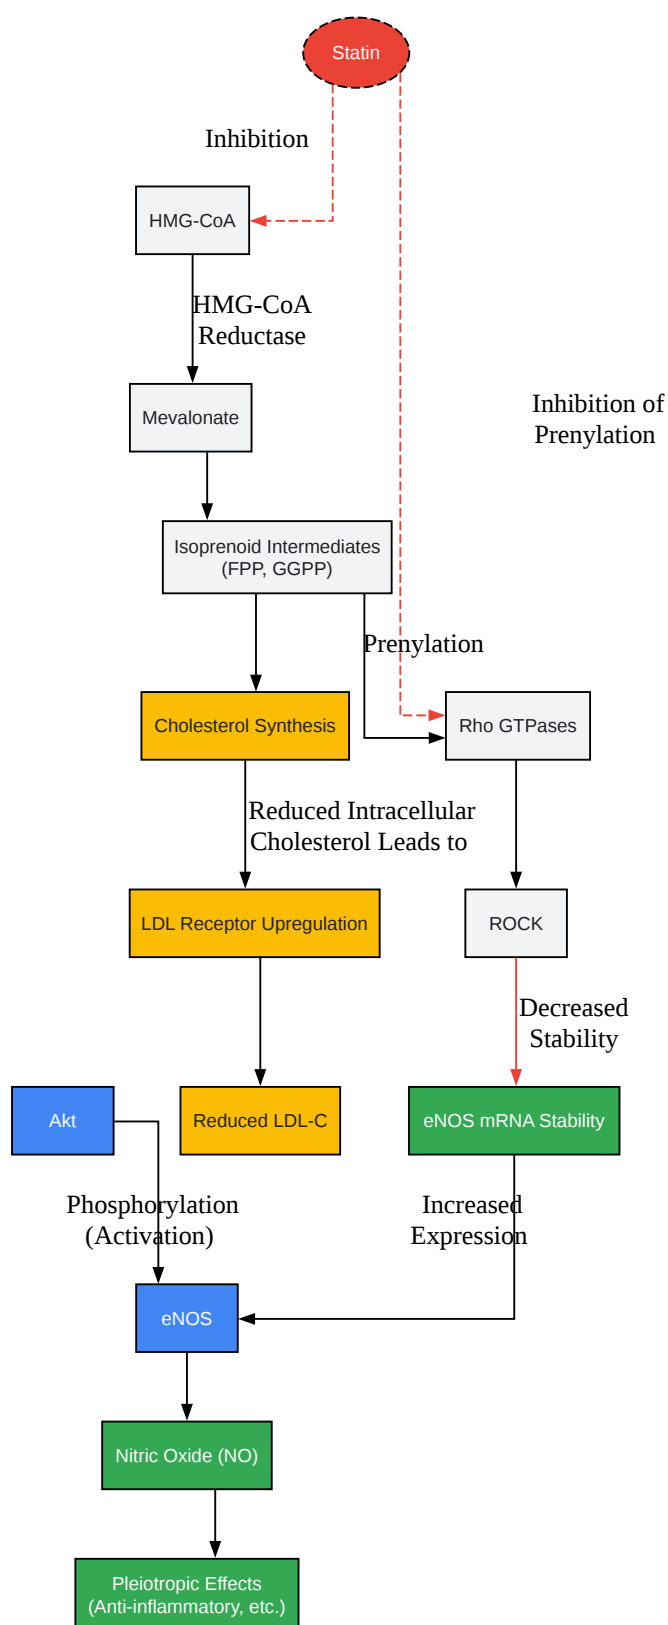 Statin
Inhibition
HMG-CoA
HMG-CoA
Reductase
Mevalonate
Inhibition of
Prenylation
Isoprenoid Intermediates
(FPP, GGPP)
Prenylation
Cholesterol Synthesis
Rho GTPases
Reduced Intracellular
Cholesterol Leads to
LDL Receptor Upregulation
ROCK
Decreased
Stability
Akt
Reduced LDL-C
eNOS mRNA Stability
Phosphorylation
(Activation)
Increased
Expression
eNOS
Nitric Oxide (NO)
Pleiotropic Effects
(Anti-inflammatory, etc.)